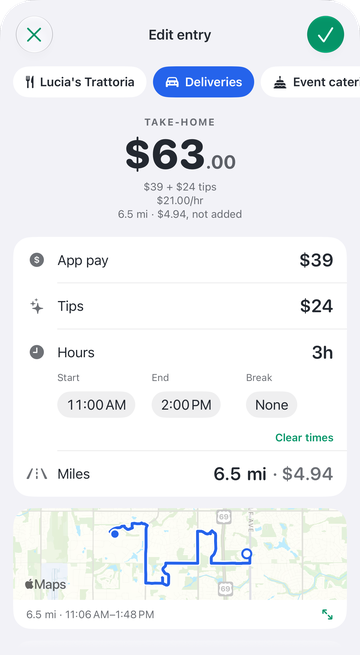 Edit entry
Lucia's Trattoria
Deliveries
Event cater
TAKE-HOME
$63.00
$39 + $24 tips
$21.00/hr
6.5 mi · $4.94, not added
App pay
$39
Tips
$24
Hours
3h
Start
End
Break
11:00 AM
2:00 PM
None
Clear times
Miles
6.5 mi · $4.94
69
Maps
69
6.5 mi · 11:06 AM–1:48 PM